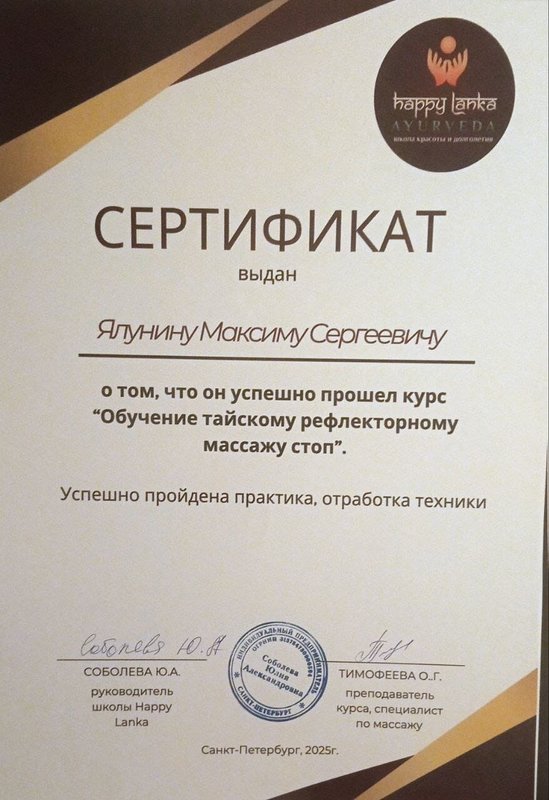 happy lanka
AYURVEDA
школа красоты и долголетия
СЕРТИФИКАТ
выдан
Ялунину Максиму Сергеевичу
о том, что он успешно прошел курс
“Обучение тайскому рефлекторному
массажу стоп”.
Успешно пройдена практика, отработка техники
Соболева Ю.А
СОБОЛЕВА Ю.А.
руководитель
школы Happy
Lanka
ИНДИВИДУАЛЬНЫЙ ПРЕДПРИНИМАТЕЛЬ
ОГРНИП
Соболева
Юлия
Александровна
САНКТ-ПЕТЕРБУРГ
ТИМОФЕЕВА О..Г.
преподаватель
курса, специалист
по массажу
Санкт-Петербург, 2025г.